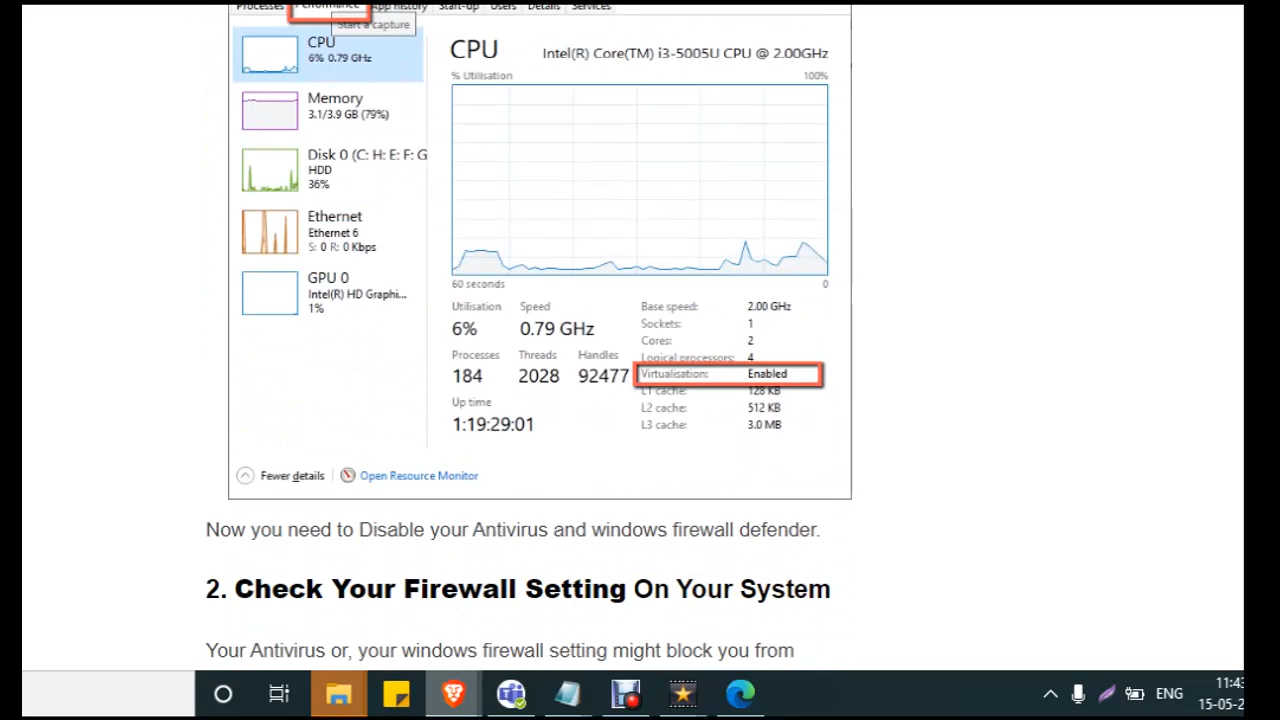 Processes Performance App history Start-up Users Details Services
Start a capture
CPU
6% 0.79 GHz
Memory
3.1/3.9 GB (79%)
Disk 0 (C: H: E: F: G
HDD
36%
Ethernet
Ethernet 6
S: 0 R: 0 Kbps
GPU 0
Intel(R) HD Graphi...
1%
CPU Intel(R) Core(TM) i3-5005U CPU @ 2.00GHz
% Utilisation 100%
60 seconds 0
Utilisation Speed
6% 0.79 GHz
Processes Threads Handles
184 2028 92477
Up time
1:19:29:01
Base speed: 2.00 GHz
Sockets: 1
Cores: 2
Logical processors: 4
Virtualisation: Enabled
L1 cache: 128 KB
L2 cache: 512 KB
L3 cache: 3.0 MB
Fewer details Open Resource Monitor
Now you need to Disable your Antivirus and windows firewall defender.
2. Check Your Firewall Setting On Your System
Your Antivirus or, your windows firewall setting might block you from
ENG
11:43
15-05-2